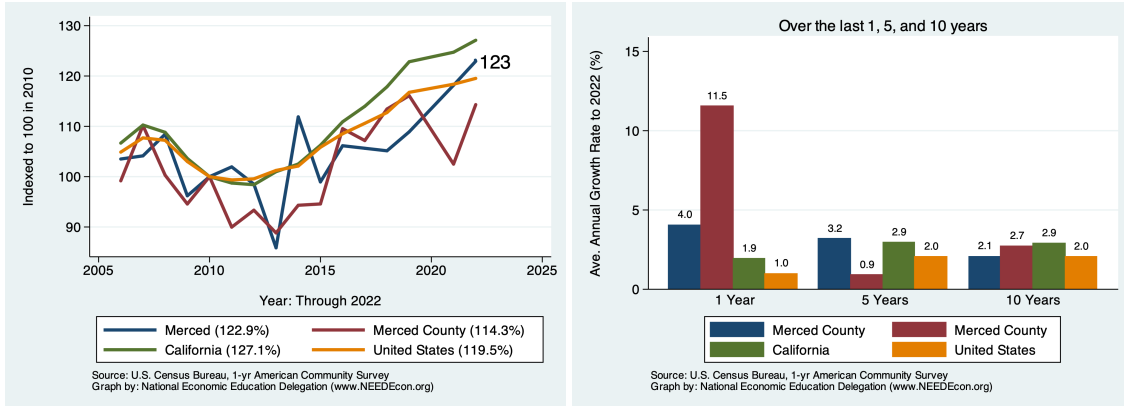 Indexed to 100 in 2010
130
120
110
100
90
123
2005 2010 2015 2020 2025
Year: Through 2022
Merced (122.9%) Merced County (114.3%)
California (127.1%) United States (119.5%)
Source: U.S. Census Bureau, 1-yr American Community Survey
Graph by: National Economic Education Delegation (www.NEEDEcon.org)
Over the last 1, 5, and 10 years
Ave. Annual Growth Rate to 2022 (%)
15
10
5
0
4.0 11.5 1.9 1.0
3.2 0.9 2.9 2.0
2.1 2.7 2.9 2.0
1 Year 5 Years 10 Years
Merced County Merced County
California United States
Source: U.S. Census Bureau, 1-yr American Community Survey
Graph by: National Economic Education Delegation (www.NEEDEcon.org)